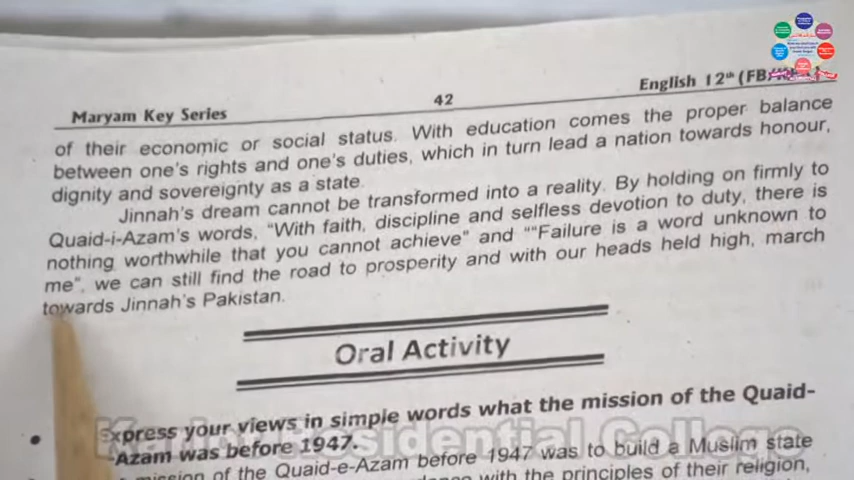 Maryam Key Series 42 English 12th (FB/
of their economic or social status. With education comes the proper balance
between one's rights and one's duties, which in turn lead a nation towards honour,
dignity and sovereignty as a state.
Jinnah's dream cannot be transformed into a reality. By holding on firmly to
Quaid-i-Azam's words, "With faith, discipline and selfless devotion to duty, there is
nothing worthwhile that you cannot achieve" and ""Failure is a word unknown to
me", we can still find the road to prosperity and with our heads held high, march
towards Jinnah's Pakistan.
Oral Activity
Express your views in simple words what the mission of the Quaid-
Azam was before 1947.
mission of the Quaid-e-Azam before 1947 was to build a Muslim state
with the principles of their religion,
Residential College